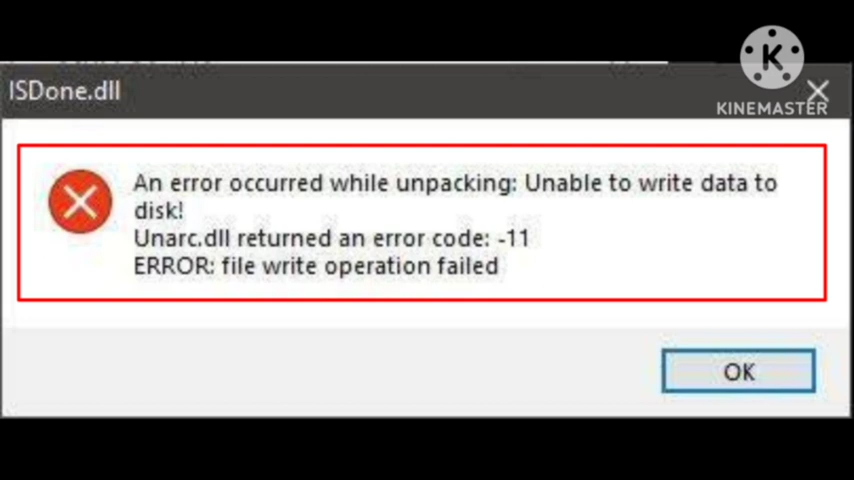 ISDone.dll
K
KINEMASTER
An error occurred while unpacking: Unable to write data to
disk!
Unarc.dll returned an error code: -11
ERROR: file write operation failed
OK